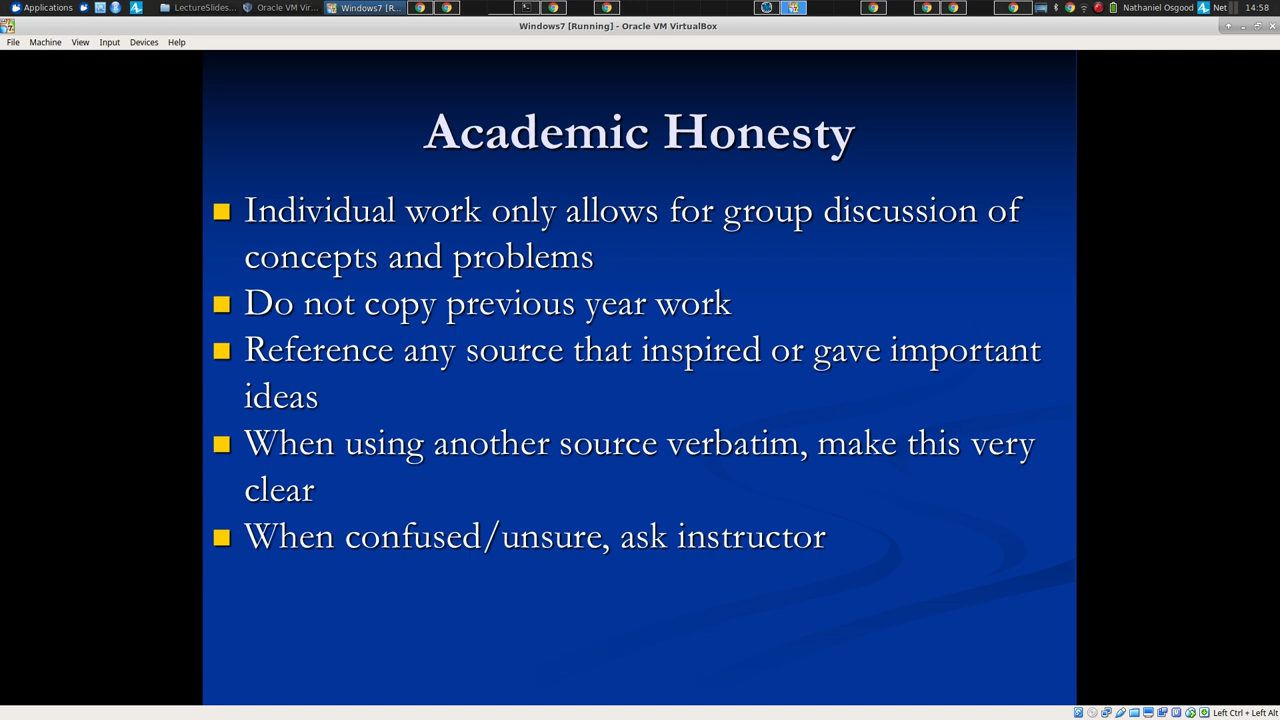 Applications
LectureSlides...
Oracle VM Vir...
Windows7 [R...
Nathaniel Osgood
Net
14:58
Windows7 [Running] - Oracle VM VirtualBox
File Machine View Input Devices Help
Academic Honesty
Individual work only allows for group discussion of
concepts and problems
Do not copy previous year work
Reference any source that inspired or gave important
ideas
When using another source verbatim, make this very
clear
When confused/unsure, ask instructor
Left Ctrl + Left Alt